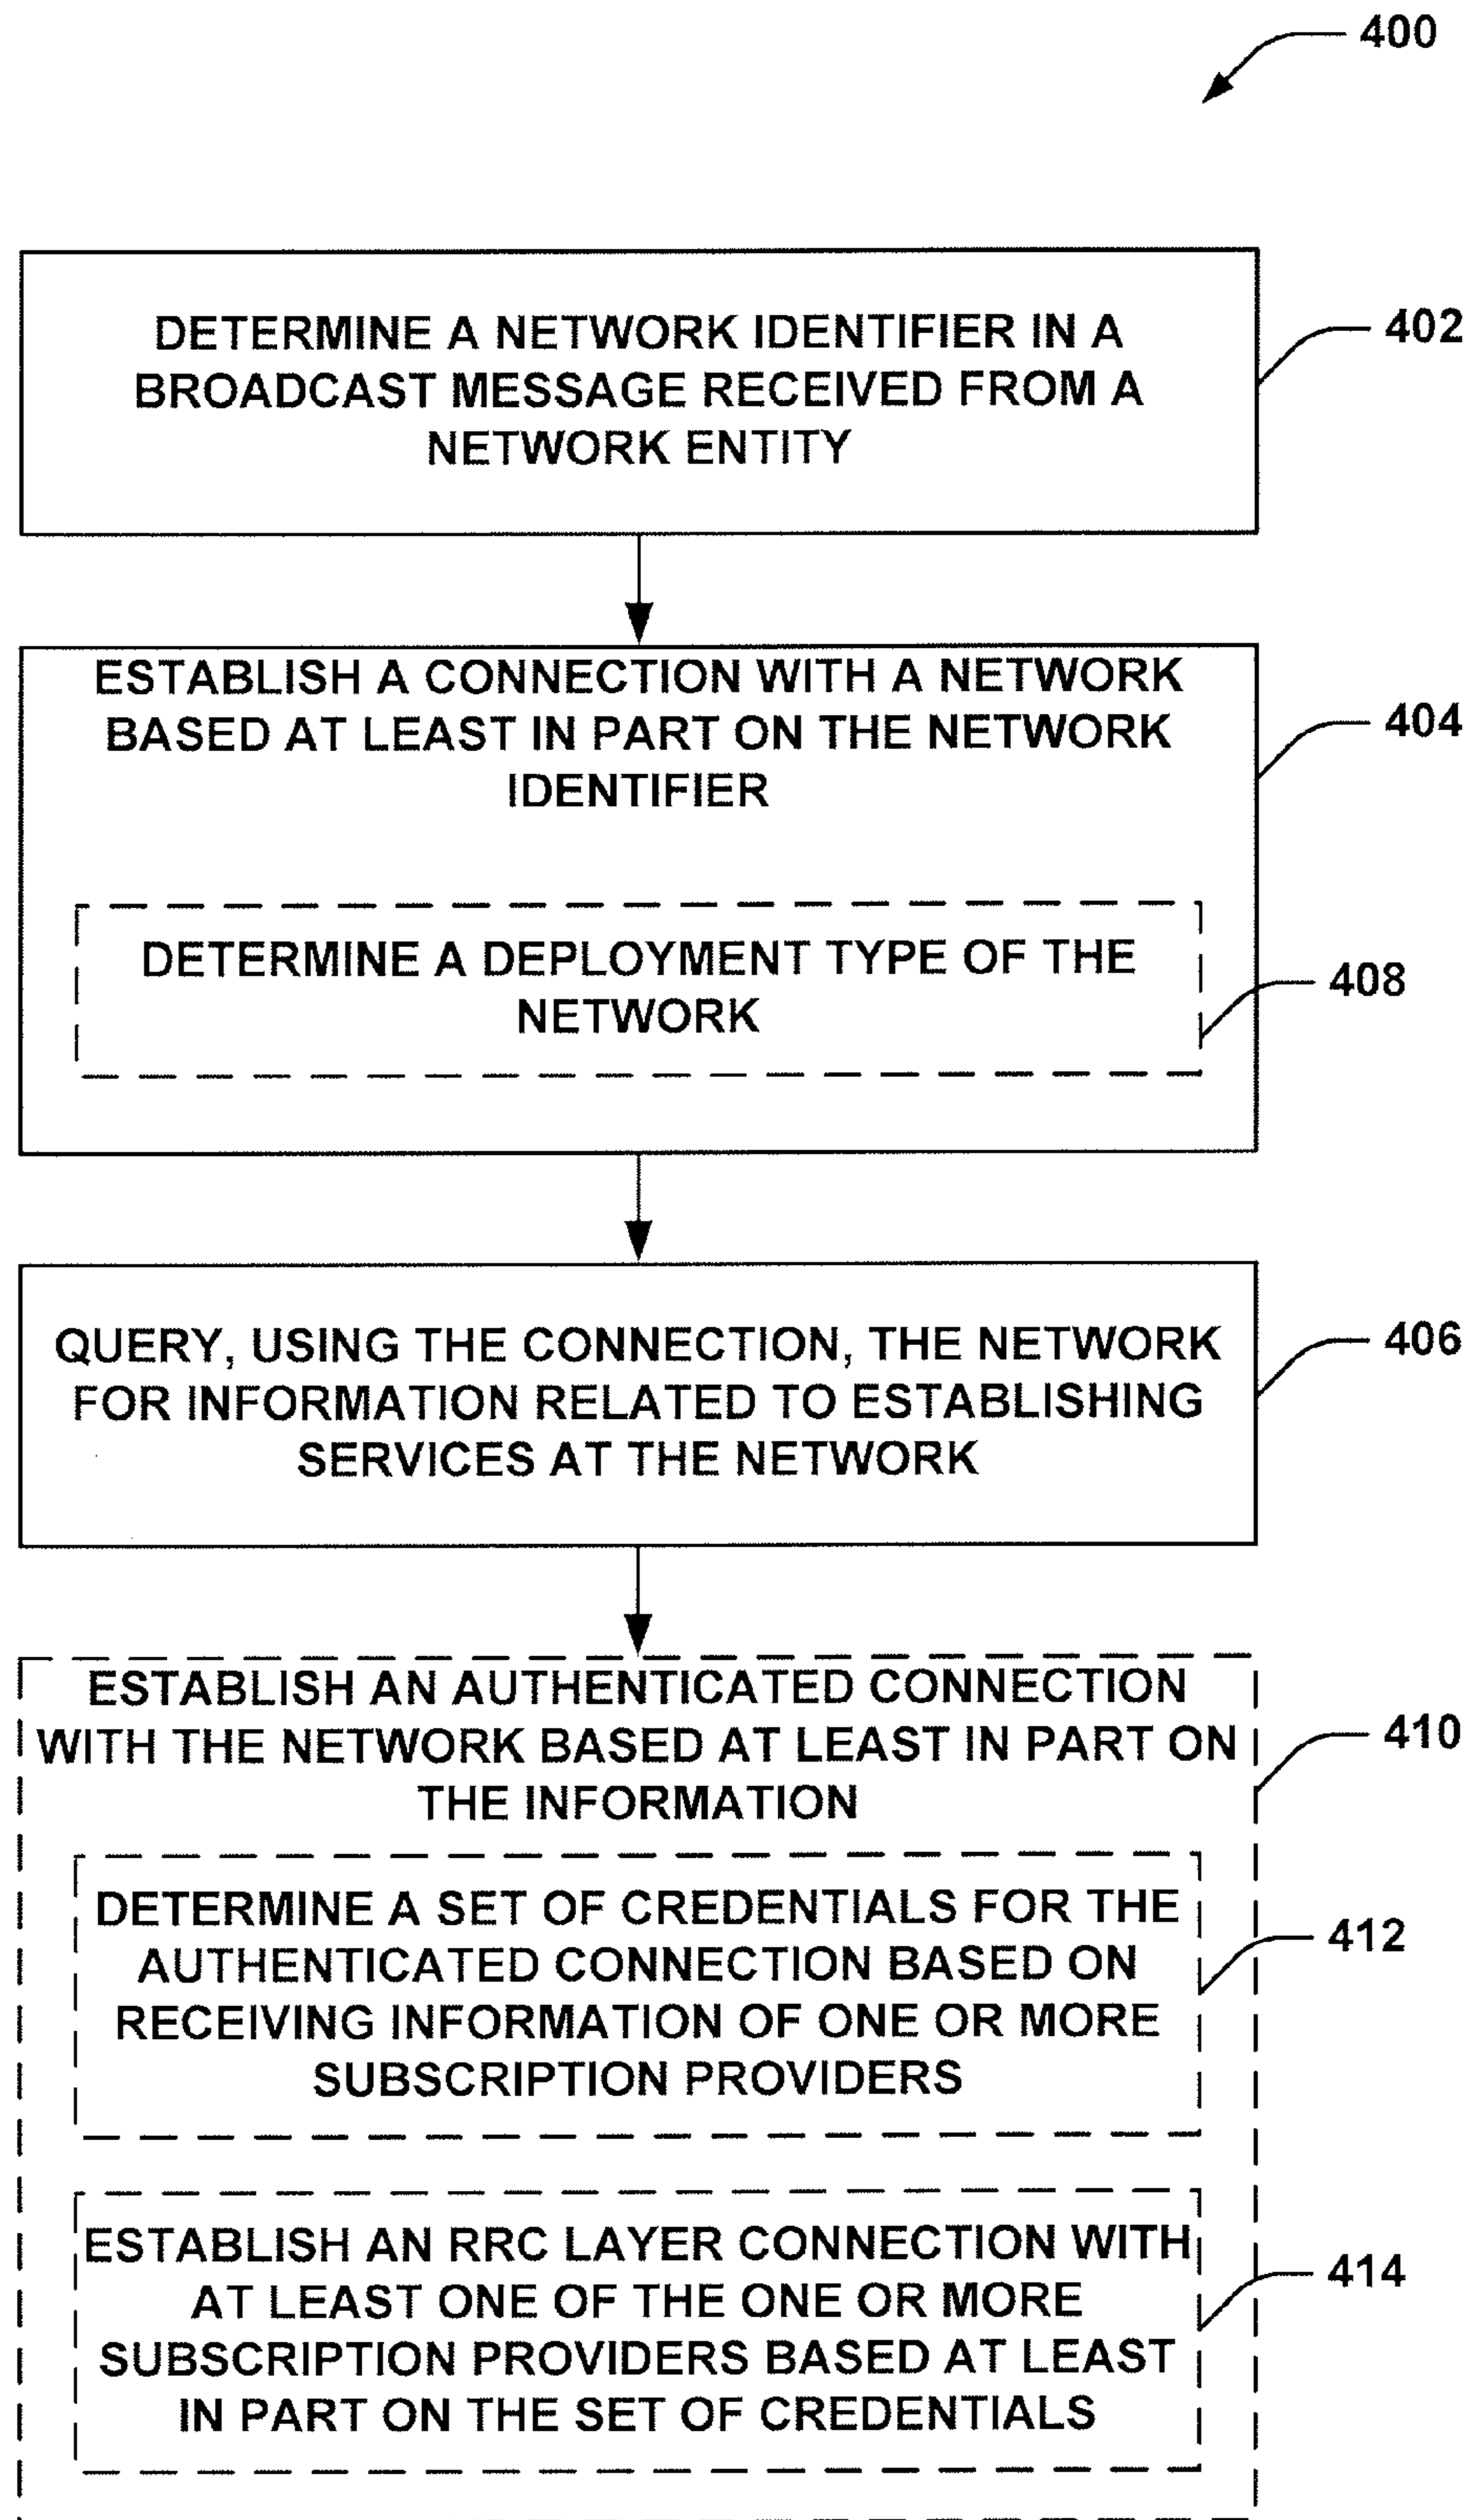 400
DETERMINE A NETWORK IDENTIFIER IN A
BROADCAST MESSAGE RECEIVED FROM A
NETWORK ENTITY
402
ESTABLISH A CONNECTION WITH A NETWORK
BASED AT LEAST IN PART ON THE NETWORK
IDENTIFIER
404
DETERMINE A DEPLOYMENT TYPE OF THE
NETWORK
408
QUERY, USING THE CONNECTION, THE NETWORK
FOR INFORMATION RELATED TO ESTABLISHING
SERVICES AT THE NETWORK
406
ESTABLISH AN AUTHENTICATED CONNECTION
WITH THE NETWORK BASED AT LEAST IN PART ON
THE INFORMATION
410
DETERMINE A SET OF CREDENTIALS FOR THE
AUTHENTICATED CONNECTION BASED ON
RECEIVING INFORMATION OF ONE OR MORE
SUBSCRIPTION PROVIDERS
412
ESTABLISH AN RRC LAYER CONNECTION WITH
AT LEAST ONE OF THE ONE OR MORE
SUBSCRIPTION PROVIDERS BASED AT LEAST
IN PART ON THE SET OF CREDENTIALS
414